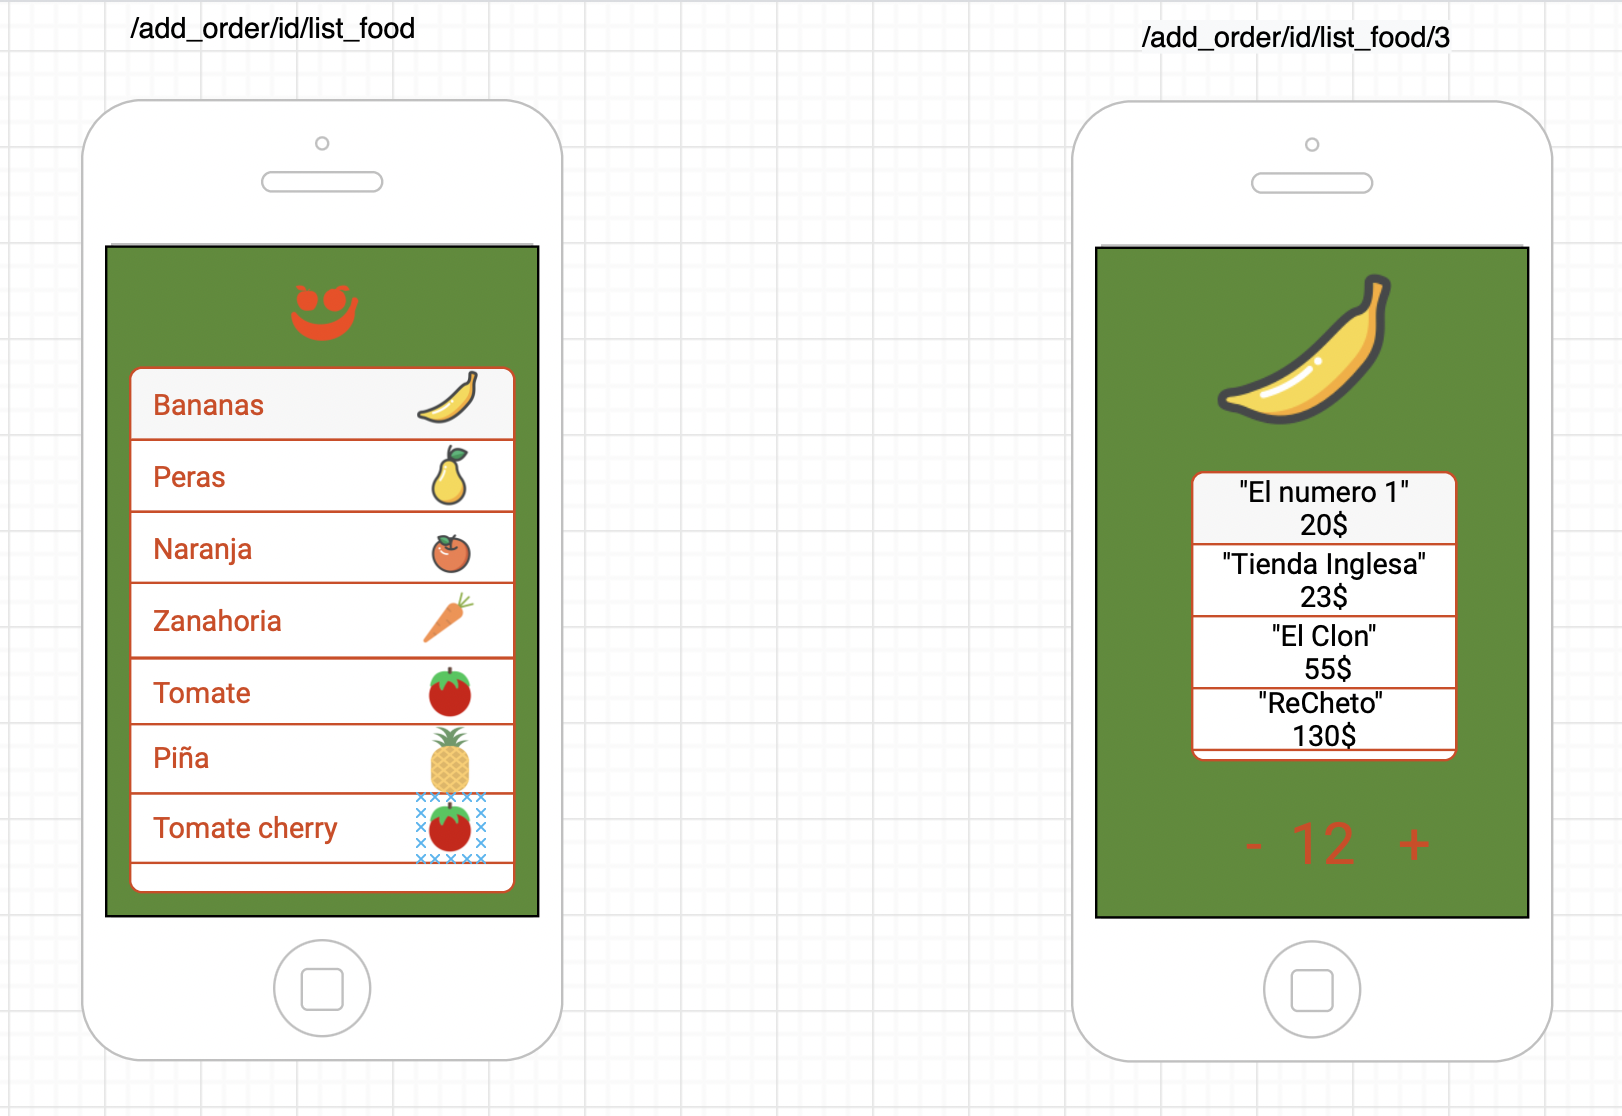 /add_order/id/list_food
Bananas
Peras
Naranja
Zanahoria
Tomate
Piña
Tomate cherry
/add_order/id/list_food/3
"El numero 1"
20$
"Tienda Inglesa"
23$
"El Clon"
55$
"ReCheto"
130$
- 12 +